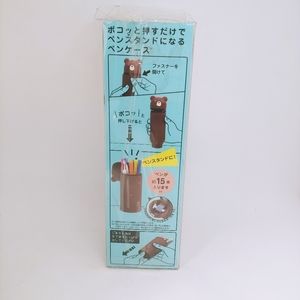 ポコッと押すだけで
ペンスタンドになる
ペンケース
ファスナーを
開けて
ポコッ!と
押し下げると
ペンスタンドに!
ペンが
約15本
入ります